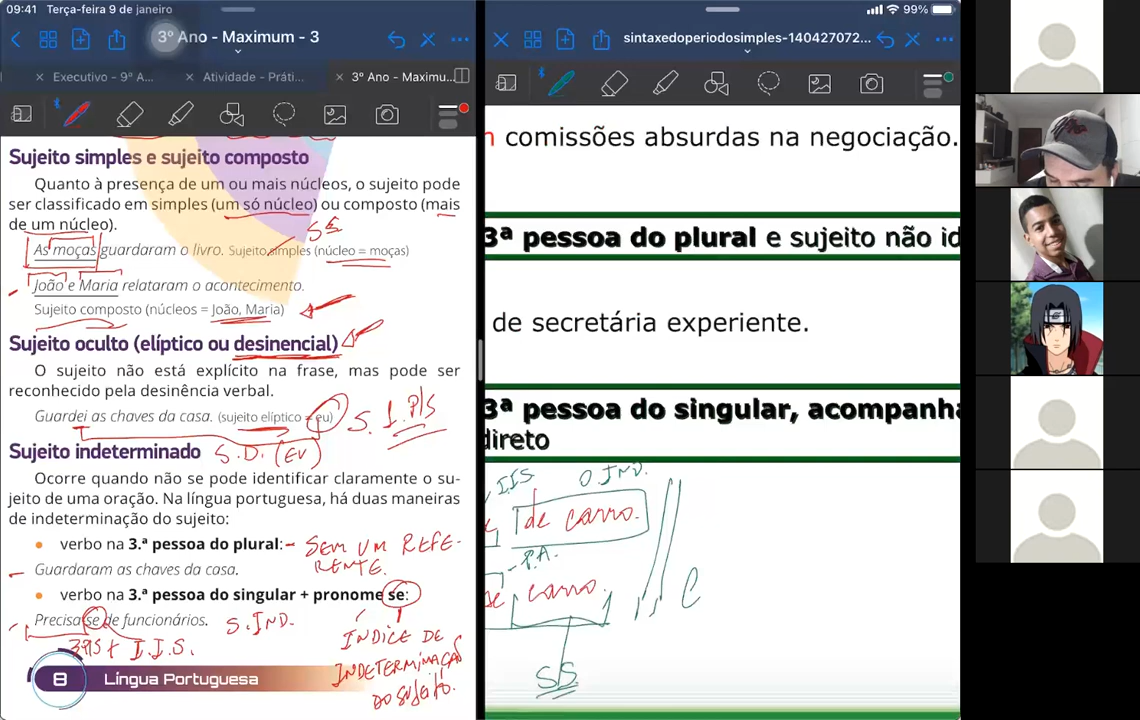 09:41 Terça-feira 9 de janeiro
3º Ano - Maximum - 3
× Executivo - 9º A...
× Atividade - Práti...
× 3º Ano - Maximu...
Sujeito simples e sujeito composto
Quanto à presença de um ou mais núcleos, o sujeito pode
ser classificado em simples (um só núcleo) ou composto (mais
de um núcleo).
SS
As moças guardaram o livro. Sujeito simples (núcleo = moças)
João e Maria relataram o acontecimento.
Sujeito composto (núcleos = João, Maria)
Sujeito oculto (elíptico ou desinencial)
O sujeito não está explícito na frase, mas pode ser
reconhecido pela desinência verbal.
Guardei as chaves da casa. (sujeito elíptico = eu)
S. 1. P/S
Sujeito indeterminado
S.D. (EU)
Ocorre quando não se pode identificar claramente o su-
jeito de uma oração. Na língua portuguesa, há duas maneiras
de indeterminação do sujeito:
• verbo na 3.ª pessoa do plural: - SEM UM REFE-
RENTE.
Guardaram as chaves da casa.
• verbo na 3.ª pessoa do singular + pronome se:
Precisa-se de funcionários. S. IND.
3PS + I.I.S.
ÍNDICE DE
INDETERMINAÇÃO
DO SUJEITO.
8 Língua Portuguesa
99%
sintaxedoperiodosimples-140427072...
m comissões absurdas na negociação.
3ª pessoa do plural e sujeito não id
de secretária experiente.
3ª pessoa do singular, acompanha
direto
IIS O IND.
de carro.
P.A.
se carro.
C
SS